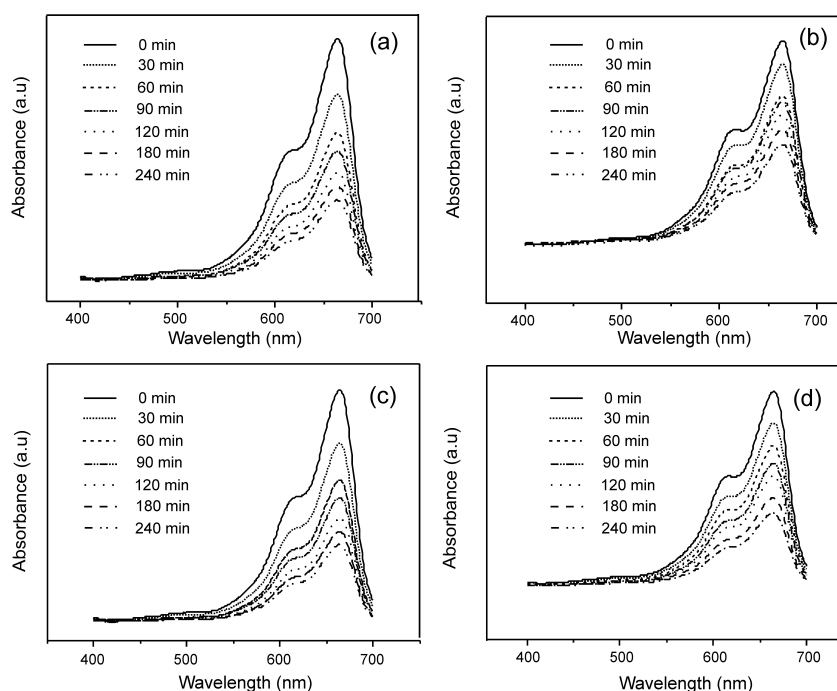 (a)
0 min
30 min
60 min
90 min
120 min
180 min
240 min
Absorbance (a.u)
400 500 600 700
Wavelength (nm)
(b)
0 min
30 min
60 min
90 min
120 min
180 min
240 min
Absorbance (a.u)
400 500 600 700
Wavelength (nm)
(c)
0 min
30 min
60 min
90 min
120 min
180 min
240 min
Absorbance (a.u)
400 500 600 700
Wavelength (nm)
(d)
0 min
30 min
60 min
90 min
120 min
180 min
240 min
Absorbance (a.u)
400 500 600 700
Wavelength (nm)